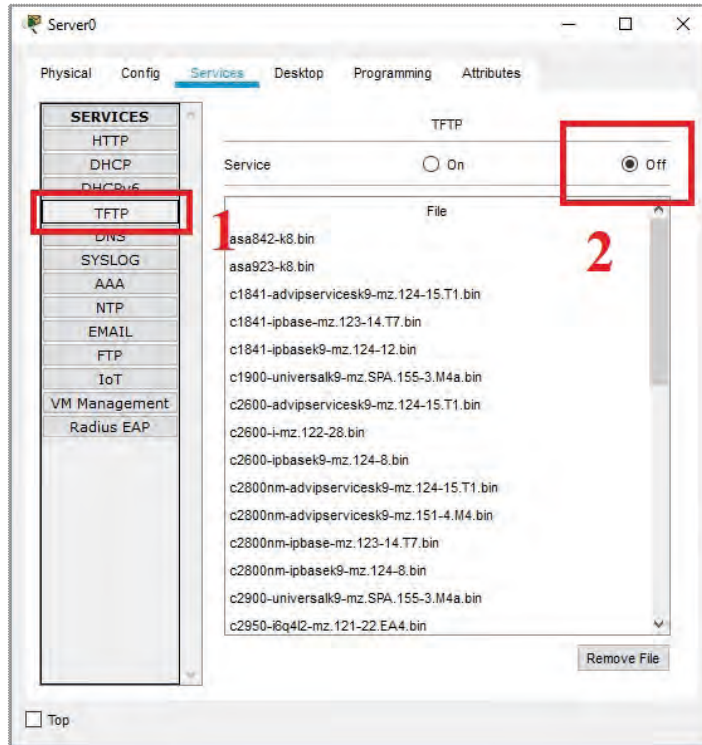 Server0
Physical Config Services Desktop Programming Attributes
SERVICES
HTTP
DHCP
DHCPv6
TFTP
DNS
SYSLOG
AAA
NTP
EMAIL
FTP
IoT
VM Management
Radius EAP
1
TFTP
Service On Off
2
File
asa842-k8.bin
asa923-k8.bin
c1841-advipservicesk9-mz.124-15.T1.bin
c1841-ipbase-mz.123-14.T7.bin
c1841-ipbasek9-mz.124-12.bin
c1900-universalk9-mz.SPA.155-3.M4a.bin
c2600-advipservicesk9-mz.124-15.T1.bin
c2600-i-mz.122-28.bin
c2600-ipbasek9-mz.124-8.bin
c2800nm-advipservicesk9-mz.124-15.T1.bin
c2800nm-advipservicesk9-mz.151-4.M4.bin
c2800nm-ipbase-mz.123-14.T7.bin
c2800nm-ipbasek9-mz.124-8.bin
c2900-universalk9-mz.SPA.155-3.M4a.bin
c2950-i6q4l2-mz.121-22.EA4.bin
Remove File
Top